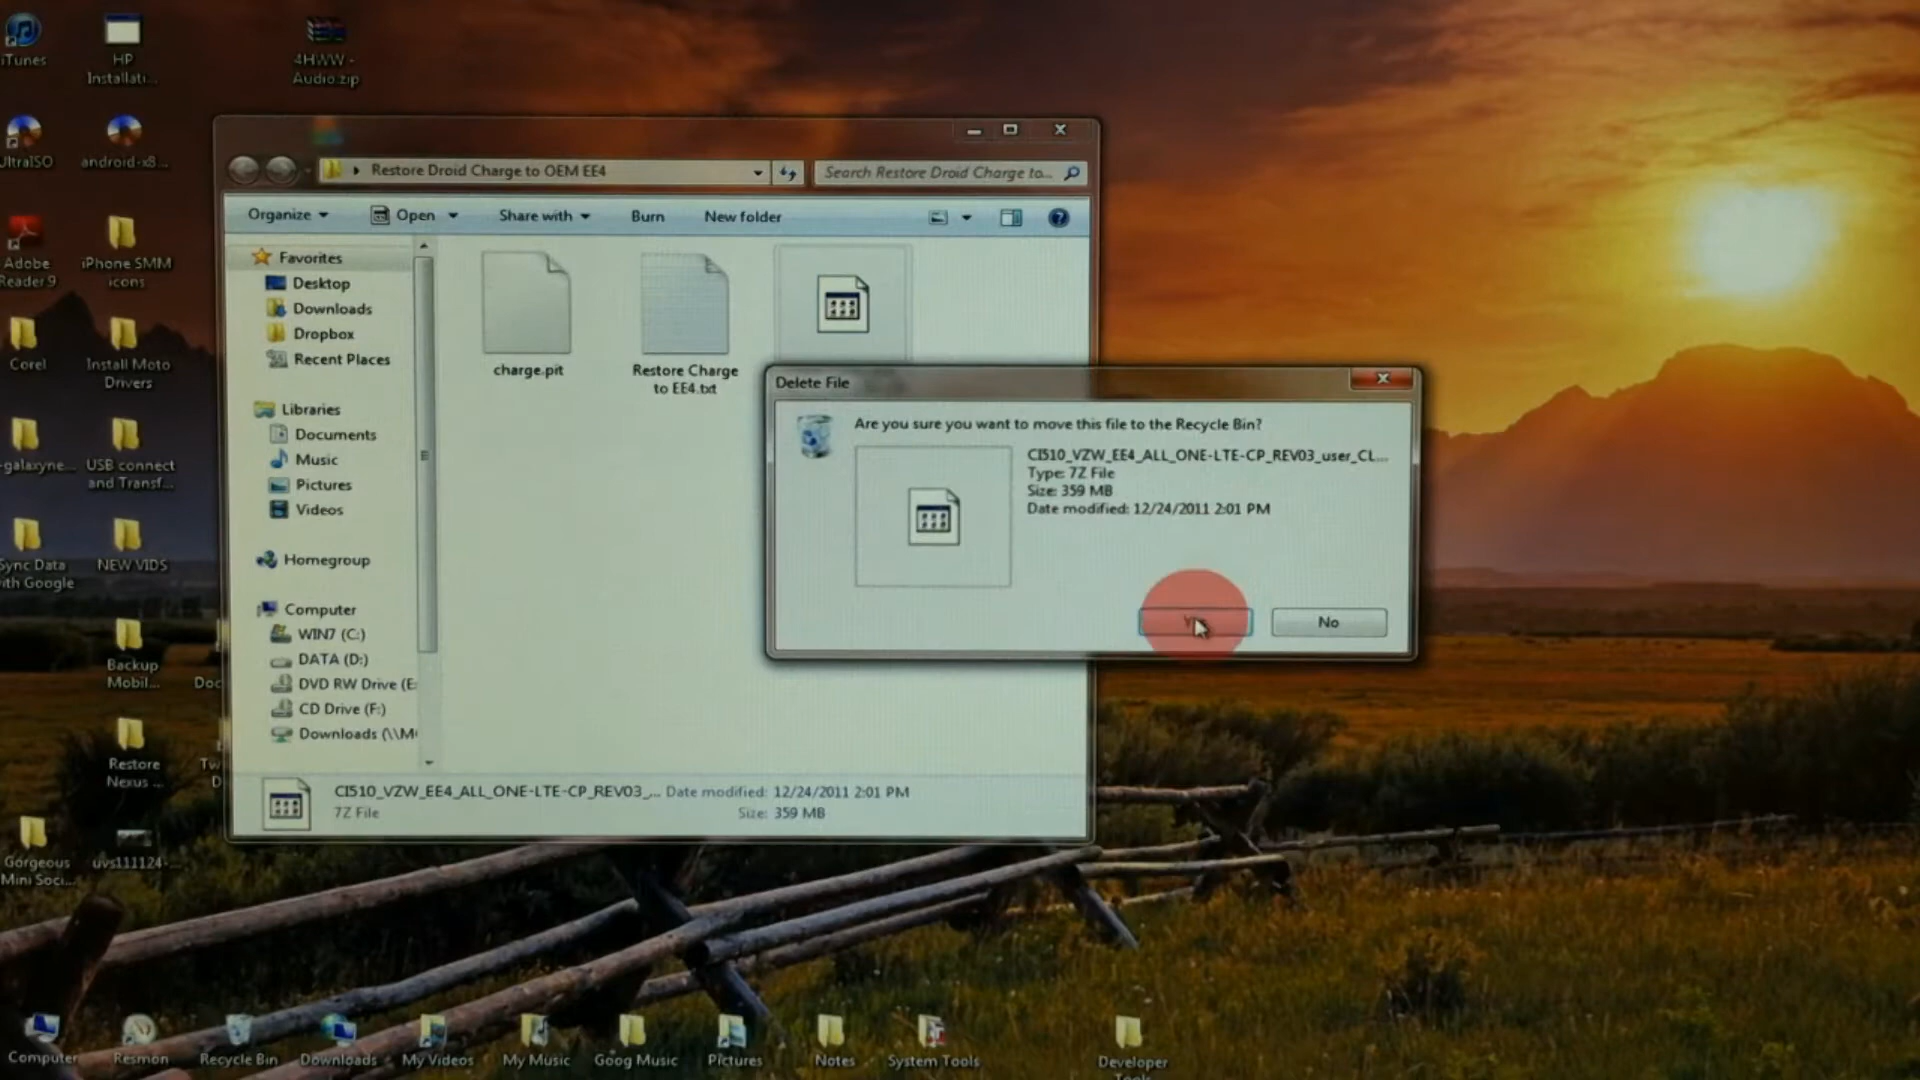 iTunes
HP
Installati...
4HWW -
Audio.zip
UltraISO
android-x8...
Adobe
Reader 9
iPhone SMM
icons
Corel
Install Moto
Drivers
-galaxyne...
USB connect
and Transf...
Sync Data
with Google
NEW VIDS
Backup
Mobil...
Doc
Restore
Nexus ...
Tw
D
Gorgeous
Mini Soci...
uvs111124-...
Restore Droid Charge to OEM EE4
Search Restore Droid Charge to...
Organize
Open
Share with
Burn
New folder
Favorites
Desktop
Downloads
Dropbox
Recent Places
Libraries
Documents
Music
Pictures
Videos
Homegroup
Computer
WIN7 (C:)
DATA (D:)
DVD RW Drive (E:
CD Drive (F:)
Downloads (\\M
charge.pit
Restore Charge
to EE4.txt
Delete File
Are you sure you want to move this file to the Recycle Bin?
CI510_VZW_EE4_ALL_ONE-LTE-CP_REV03_user_CL...
Type: 7Z File
Size: 359 MB
Date modified: 12/24/2011 2:01 PM
No
CI510_VZW_EE4_ALL_ONE-LTE-CP_REV03_... Date modified: 12/24/2011 2:01 PM
7Z File
Size: 359 MB
Computer
Resmon
Recycle Bin
Downloads
My Videos
My Music
Goog Music
Pictures
Notes
System Tools
Developer
Tools